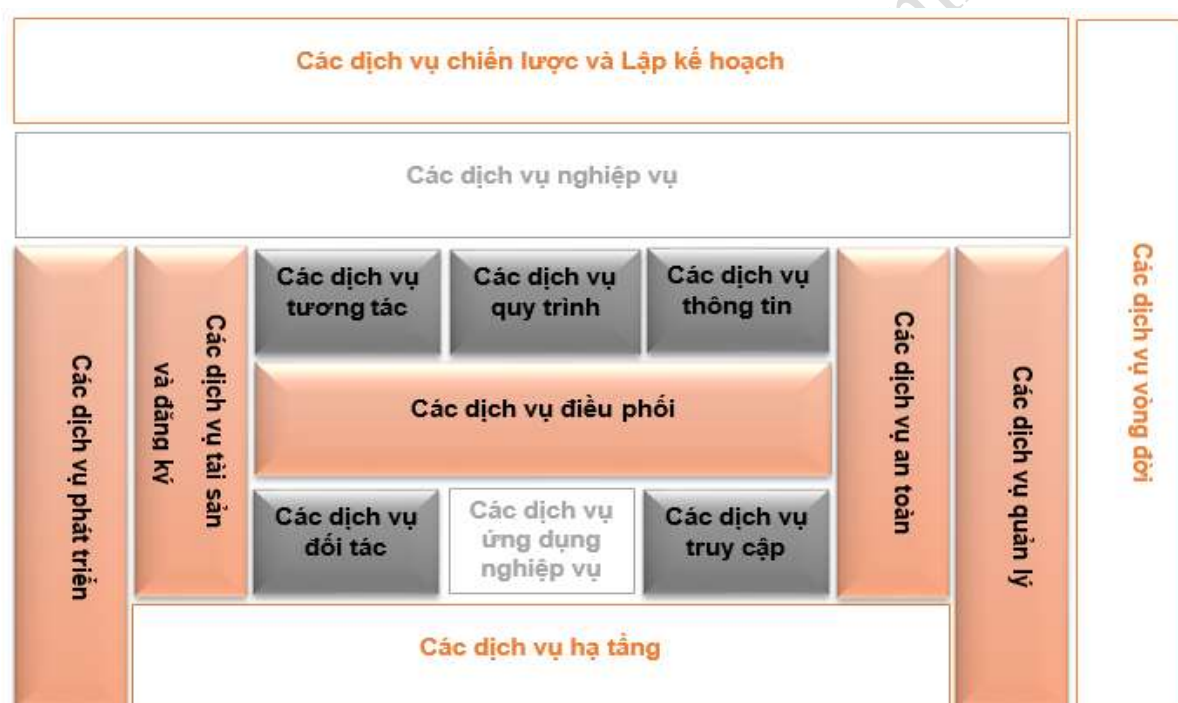 Các dịch vụ chiến lược và Lập kế hoạch
Các dịch vụ nghiệp vụ
Các dịch vụ phát triển
Các dịch vụ tài sản
và đăng ký
Các dịch vụ
tương tác
Các dịch vụ
quy trình
Các dịch vụ
thông tin
Các dịch vụ điều phối
Các dịch vụ
đối tác
Các dịch vụ
ứng dụng
nghiệp vụ
Các dịch vụ
truy cập
Các dịch vụ an toàn
Các dịch vụ quản lý
Các dịch vụ vòng đời
Các dịch vụ hạ tầng